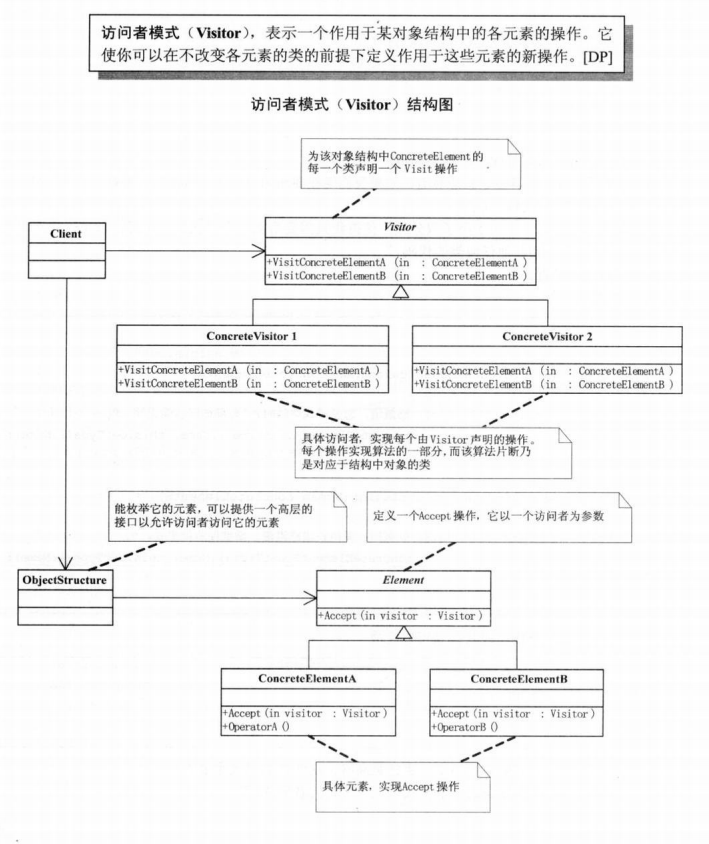 访问者模式（Visitor），表示一个作用于某对象结构中的各元素的操作。它
使你可以在不改变各元素的类的前提下定义作用于这些元素的新操作。[DP]
访问者模式（Visitor）结构图
为该对象结构中ConcreteElement的
每一个类声明一个 Visit 操作
Client
Visitor
+VisitConcreteElementA (in : ConcreteElementA )
+VisitConcreteElementB (in : ConcreteElementB )
ConcreteVisitor 1
+VisitConcreteElementA (in : ConcreteElementA )
+VisitConcreteElementB (in : ConcreteElementB )
ConcreteVisitor 2
+VisitConcreteElementA (in : ConcreteElementA )
+VisitConcreteElementB (in : ConcreteElementB )
具体访问者，实现每个由Visitor 声明的操作。
每个操作实现算法的一部分，而该算法片断乃
是对应于结构中对象的类
能枚举它的元素，可以提供一个高层的
接口以允许访问者访问它的元素
定义一个Accept 操作，它以一个访问者为参数
ObjectStructure
Element
+Accept(in visitor : Visitor)
ConcreteElementA
+Accept(in visitor : Visitor)
+OperatorA()
ConcreteElementB
+Accept(in visitor : Visitor)
+OperatorB()
具体元素，实现Accept 操作